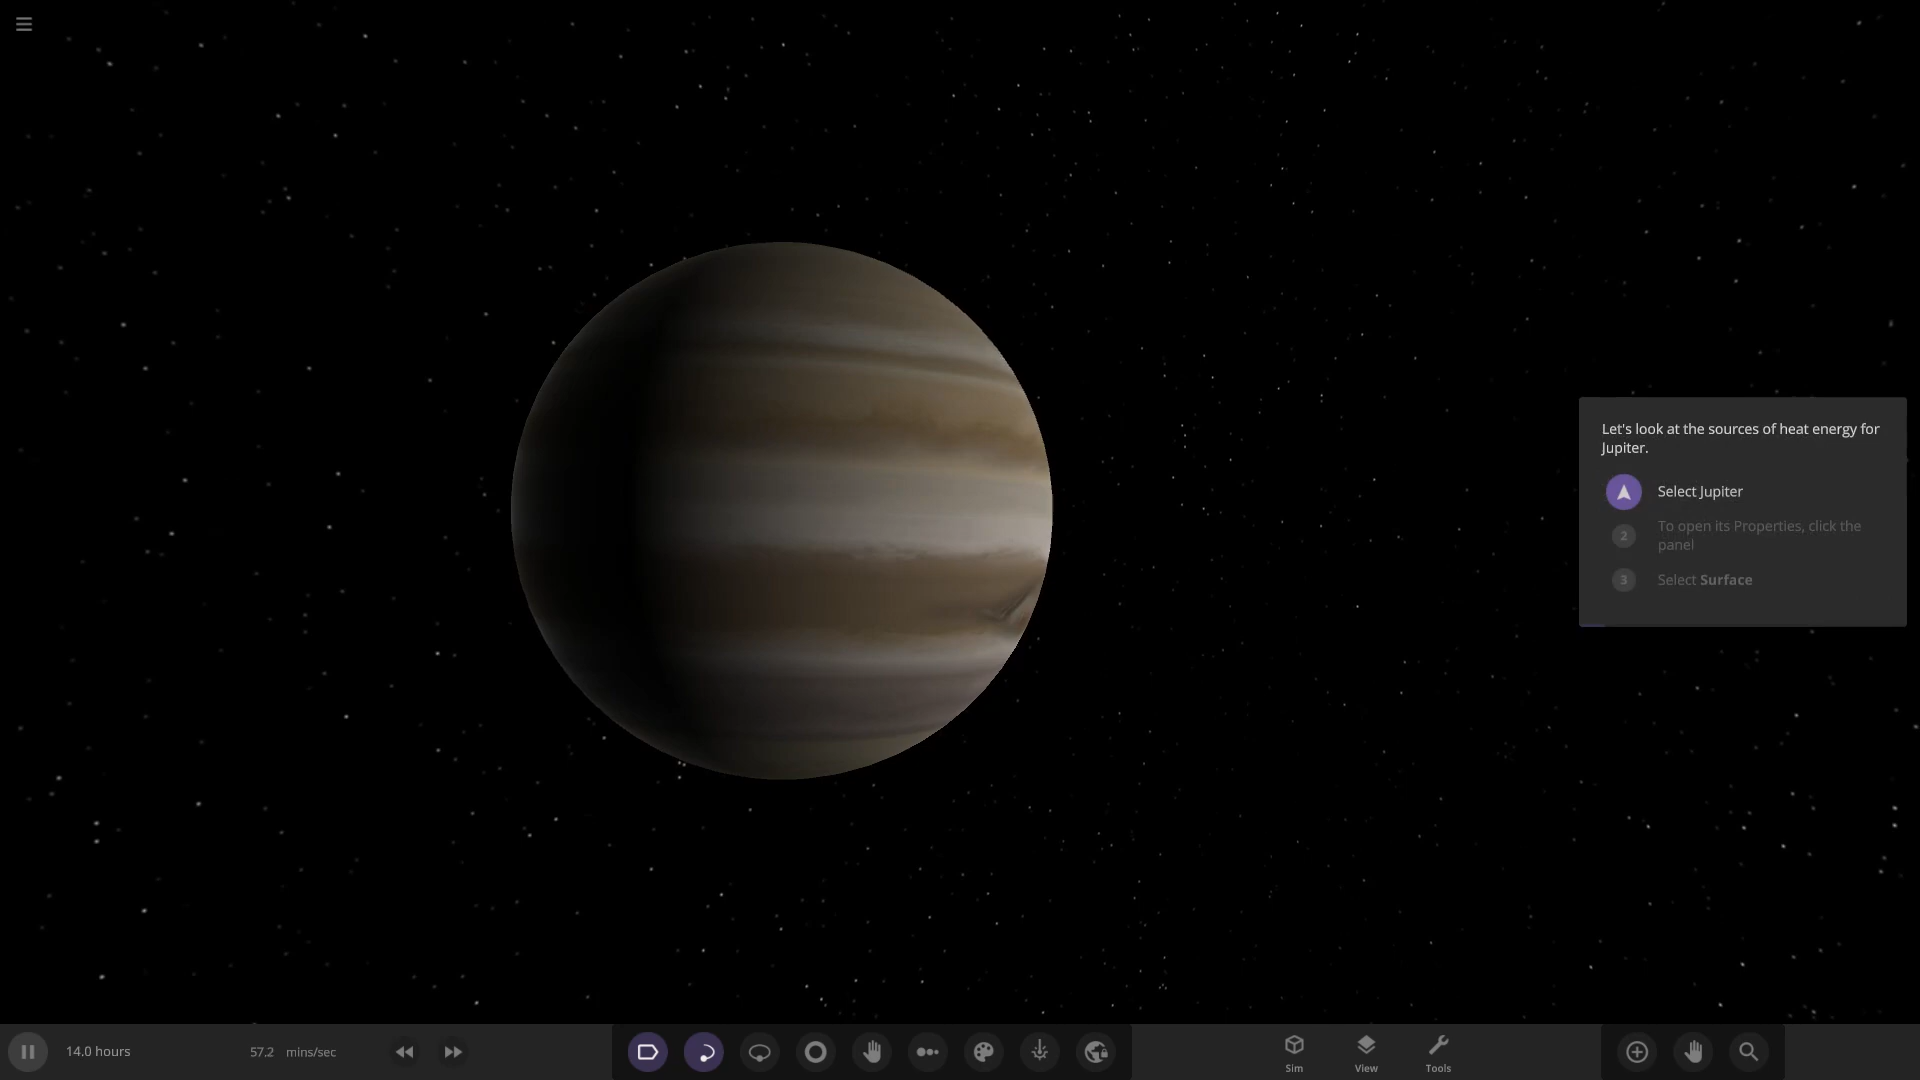 Let's look at the sources of heat energy for
Jupiter.
Select Jupiter
2 To open its Properties, click the
panel
3 Select Surface
14.0 hours
57.2 mins/sec
Sim
View
Tools